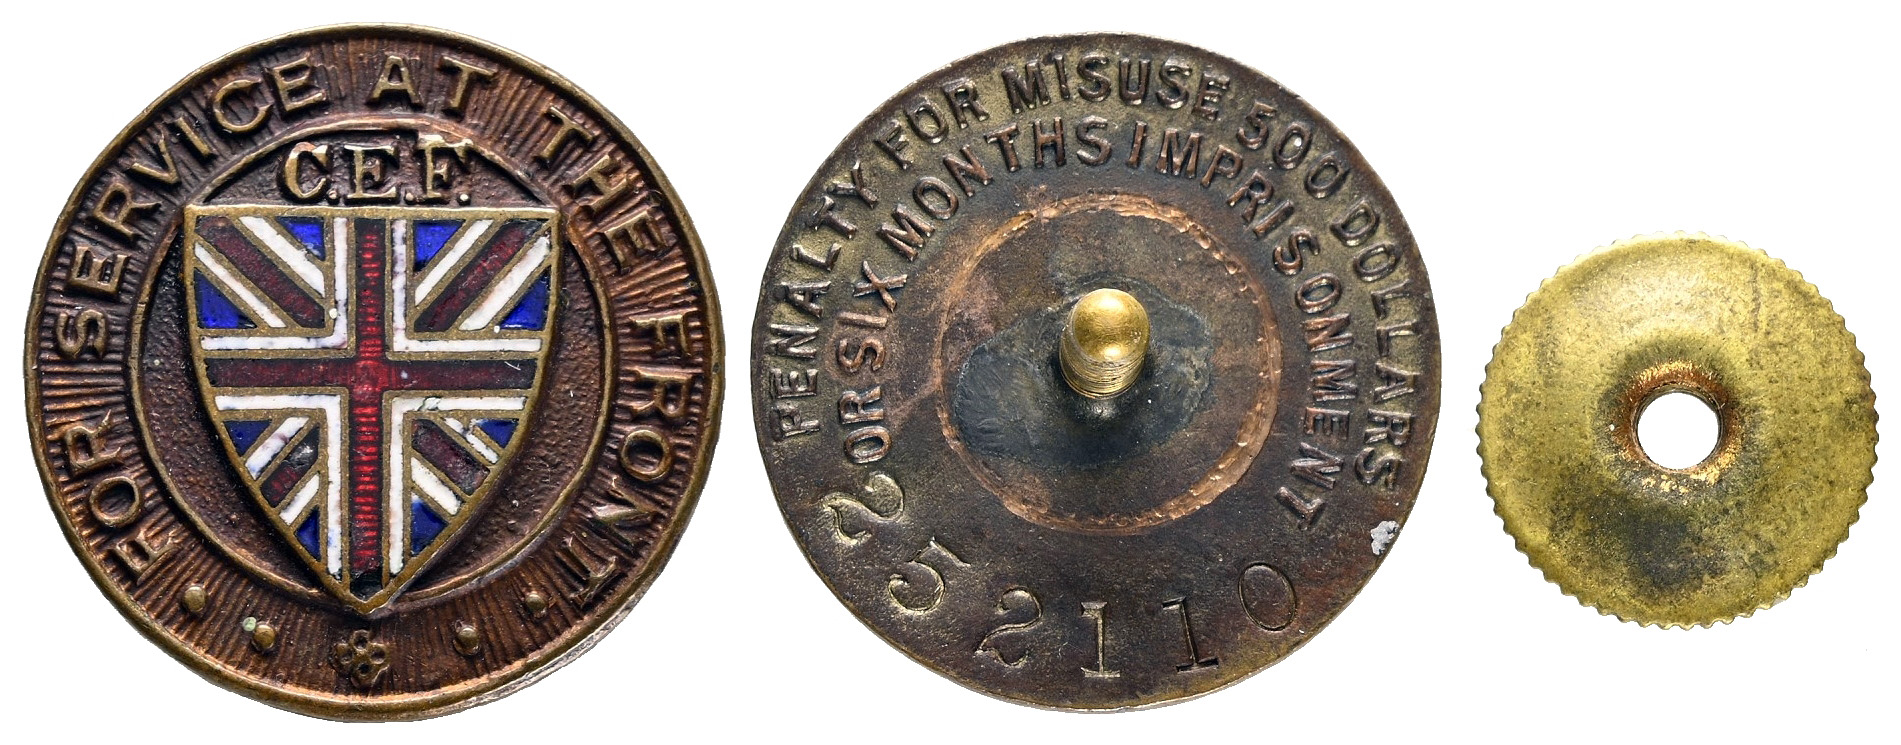 FOR SERVICE AT THE FRONT
C.E.F.
PENALTY FOR MISUSE 500 DOLLARS
OR SIX MONTHS IMPRISONMENT
252110